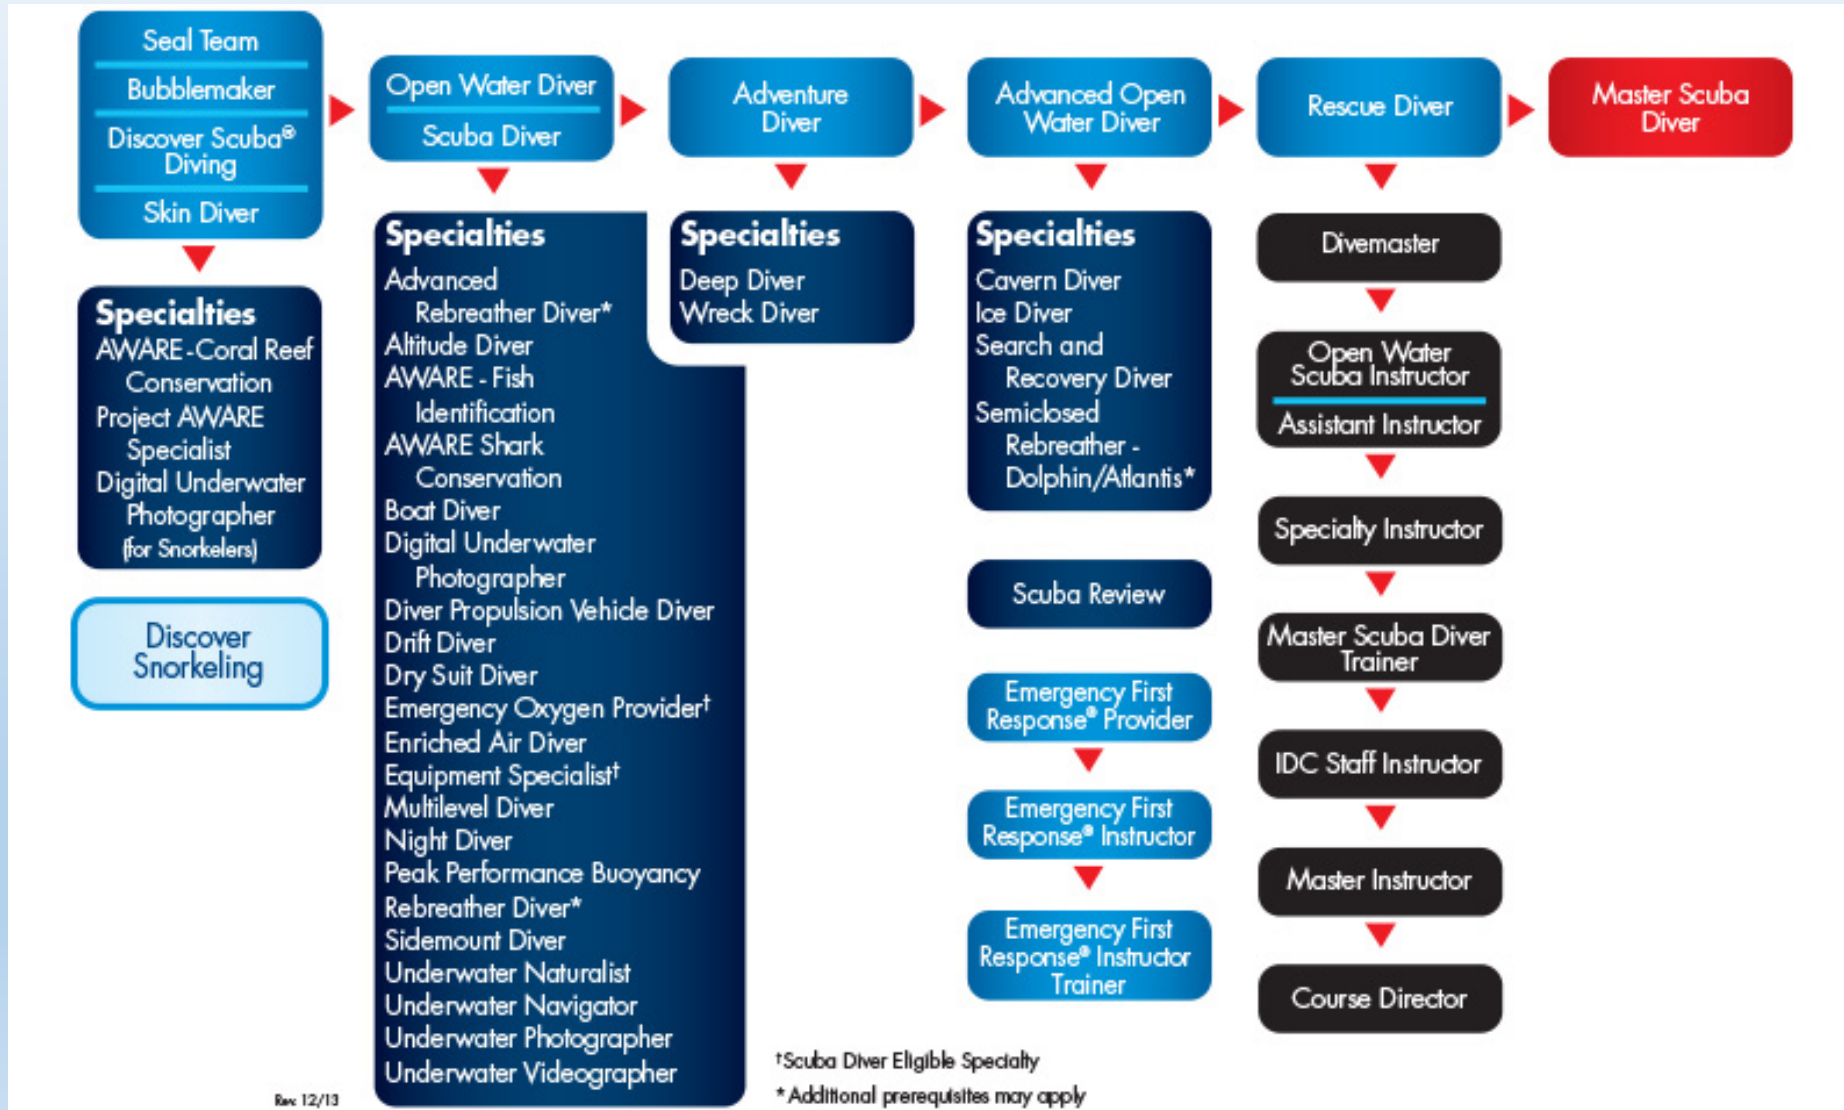 Seal Team
Bubblemaker
Discover Scuba®
Diving
Skin Diver
Specialties
AWARE-Coral Reef
Conservation
Project AWARE
Specialist
Digital Underwater
Photographer
(for Snorkelers)
Discover
Snorkeling
Open Water Diver
Scuba Diver
Specialties
Advanced
Rebreather Diver*
Altitude Diver
AWARE - Fish
Identification
AWARE Shark
Conservation
Boat Diver
Digital Underwater
Photographer
Diver Propulsion Vehicle Diver
Drift Diver
Dry Suit Diver
Emergency Oxygen Provider†
Enriched Air Diver
Equipment Specialist†
Multilevel Diver
Night Diver
Peak Performance Buoyancy
Rebreather Diver*
Sidemount Diver
Underwater Naturalist
Underwater Navigator
Underwater Photographer
Underwater Videographer
Adventure
Diver
Specialties
Deep Diver
Wreck Diver
Advanced Open
Water Diver
Specialties
Cavern Diver
Ice Diver
Search and
Recovery Diver
Semiclosed
Rebreather -
Dolphin/Atlantis*
Scuba Review
Emergency First
Response® Provider
Emergency First
Response® Instructor
Emergency First
Response® Instructor
Trainer
Rescue Diver
Divemaster
Open Water
Scuba Instructor
Assistant Instructor
Specialty Instructor
Master Scuba Diver
Trainer
IDC Staff Instructor
Master Instructor
Course Director
Master Scuba
Diver
†Scuba Diver Eligible Specialty
*Additional prerequisites may apply
Rev. 12/13